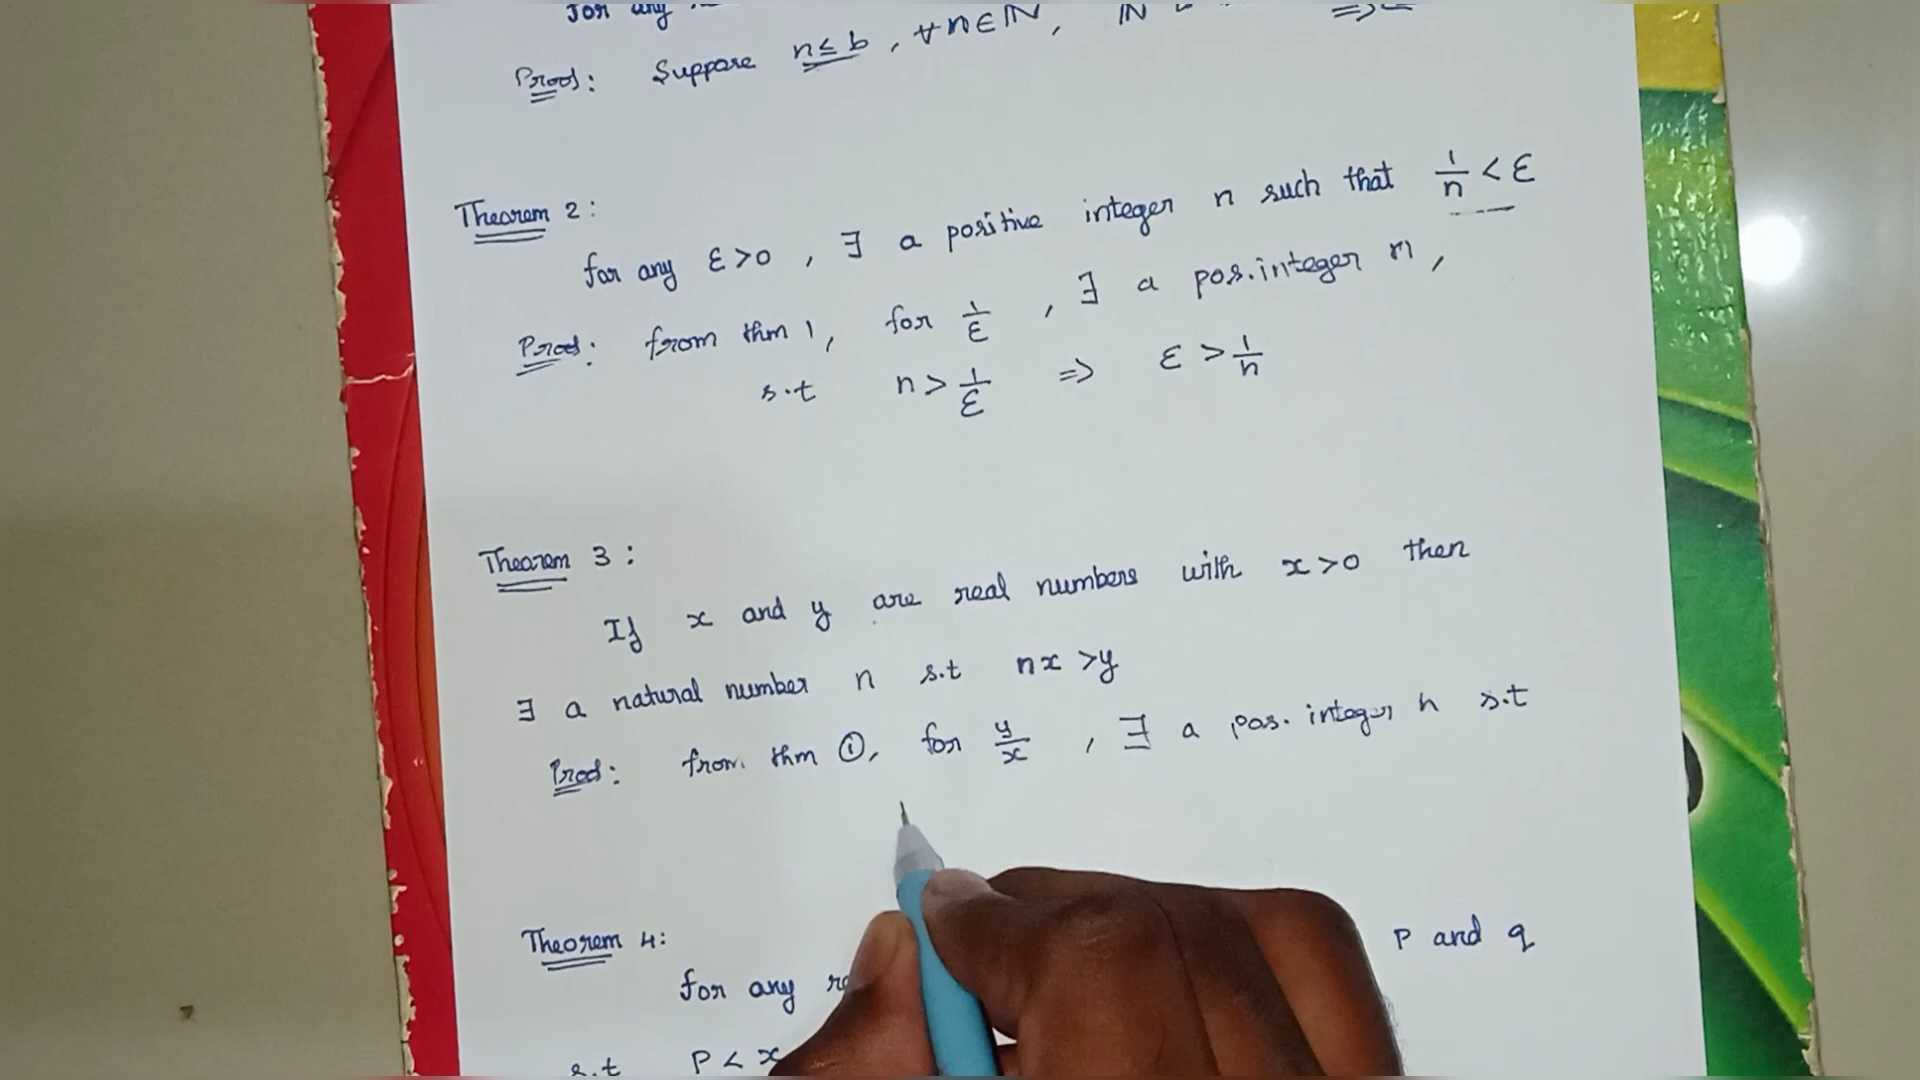 for any
Proof: Suppose n ≤ b, ∀ n ∈ ℕ, ℕ
Theorem 2:
for any ε > 0, ∃ a positive integer n such that 1/n < ε
Proof: from thm 1, for 1/ε, ∃ a pos. integer n,
s.t n > 1/ε ⇒ ε > 1/n
Theorem 3:
If x and y are real numbers with x > 0 then
∃ a natural number n s.t nx > y
Proof: from thm ①, for y/x, ∃ a pos. integer n s.t
Theorem 4:
for any P and q
s.t P < x